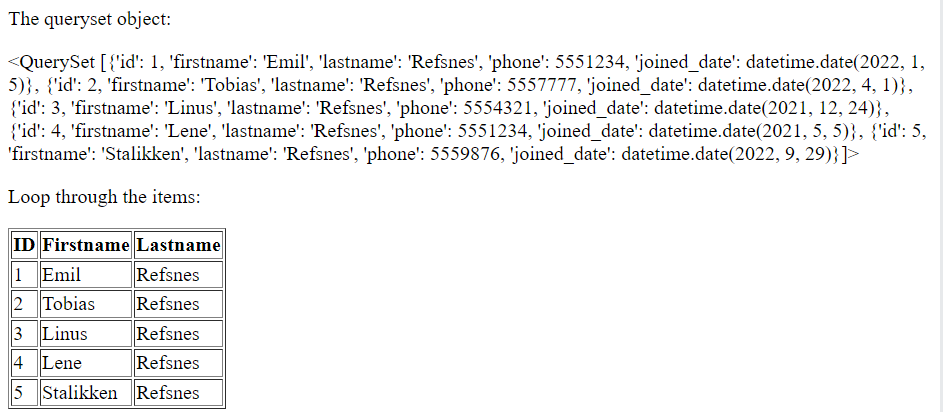 The queryset object:
<QuerySet [{'id': 1, 'firstname': 'Emil', 'lastname': 'Refsnes', 'phone': 5551234, 'joined_date': datetime.date(2022, 1,
5)}, {'id': 2, 'firstname': 'Tobias', 'lastname': 'Refsnes', 'phone': 5557777, 'joined_date': datetime.date(2022, 4, 1)},
{'id': 3, 'firstname': 'Linus', 'lastname': 'Refsnes', 'phone': 5554321, 'joined_date': datetime.date(2021, 12, 24)},
{'id': 4, 'firstname': 'Lene', 'lastname': 'Refsnes', 'phone': 5551234, 'joined_date': datetime.date(2021, 5, 5)}, {'id': 5,
'firstname': 'Stalikken', 'lastname': 'Refsnes', 'phone': 5559876, 'joined_date': datetime.date(2022, 9, 29)}]>
Loop through the items:
ID Firstname Lastname
1 Emil Refsnes
2 Tobias Refsnes
3 Linus Refsnes
4 Lene Refsnes
5 Stalikken Refsnes